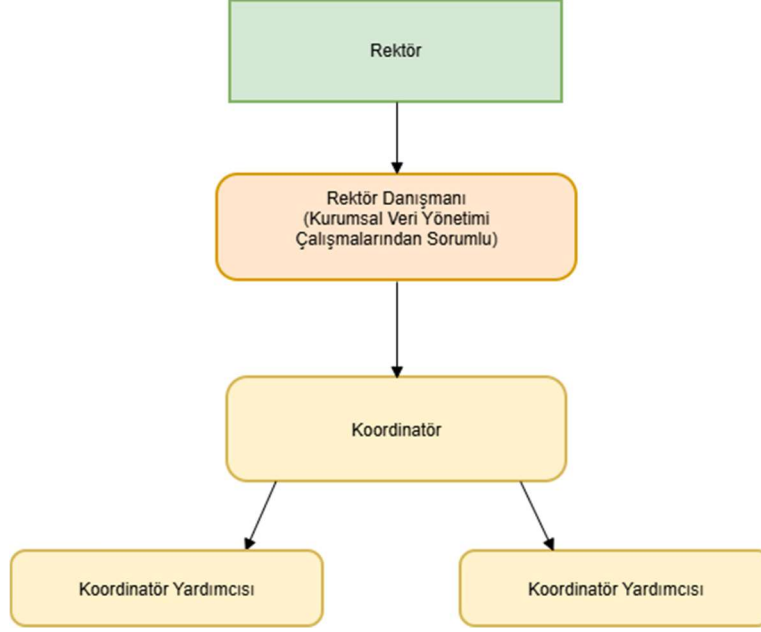 Rektör
Rektör Danışmanı
(Kurumsal Veri Yönetimi
Çalışmalarından Sorumlu)
Koordinatör
Koordinatör Yardımcısı
Koordinatör Yardımcısı